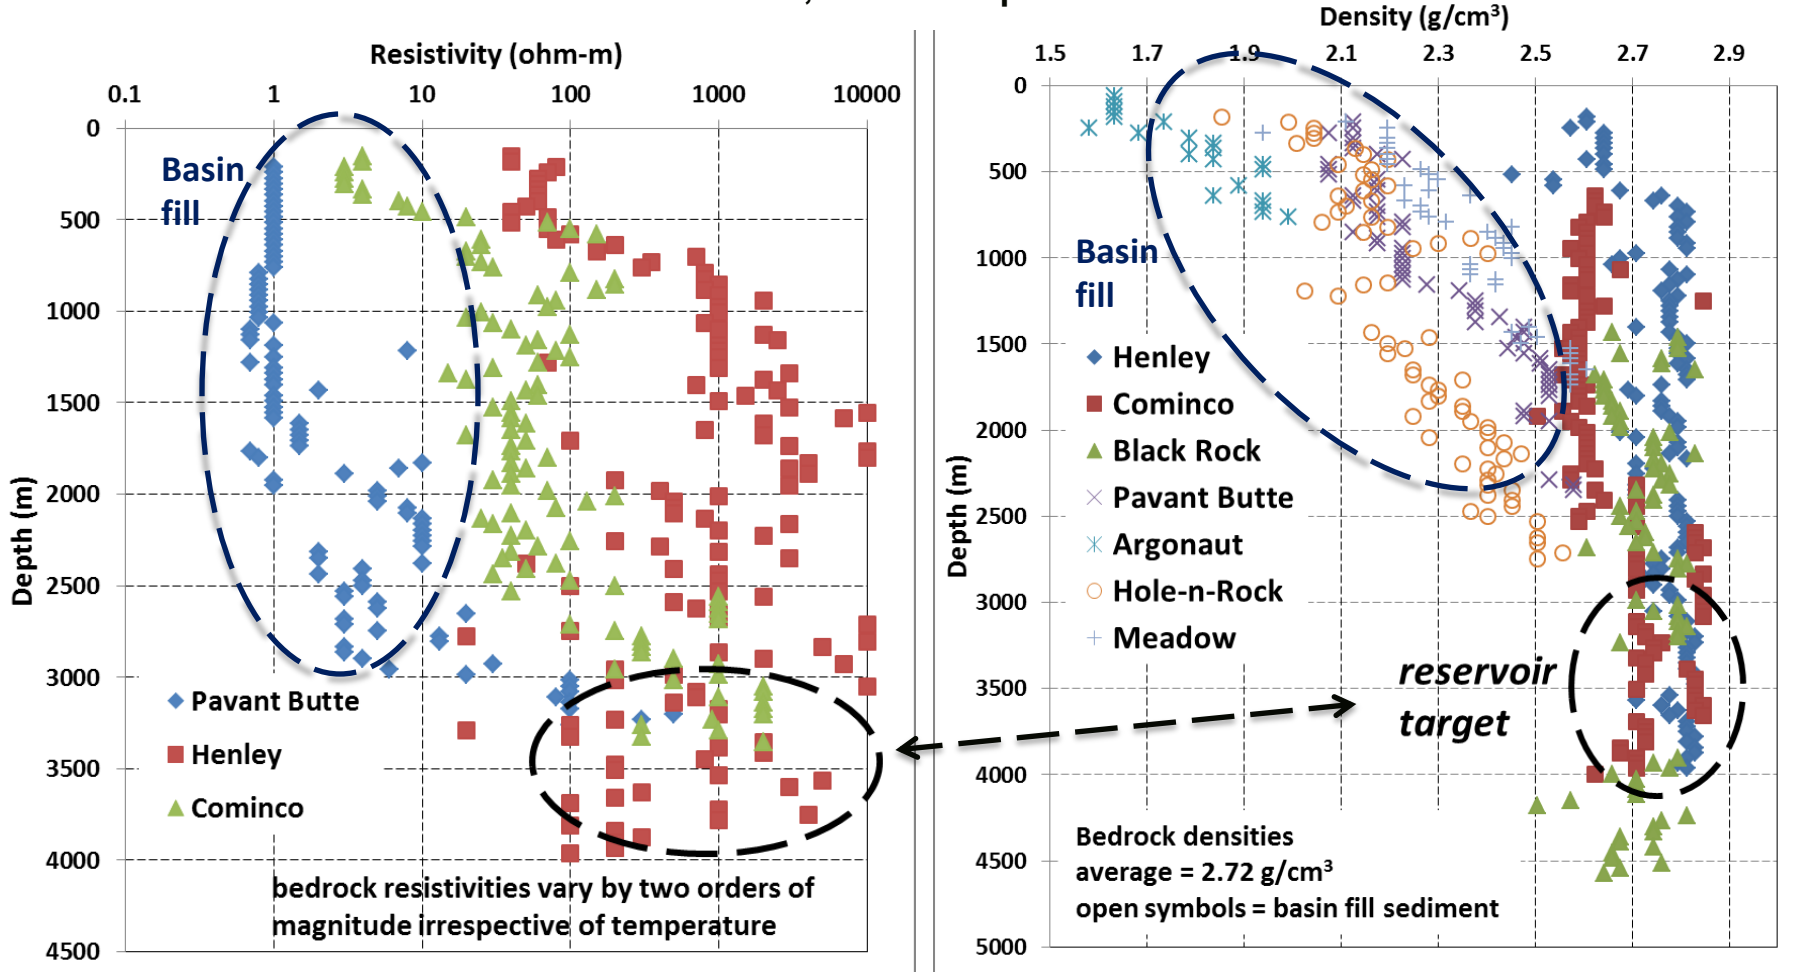 Resistivity (ohm-m)
0.1 1 10 100 1000 10000
0
500
1000
1500
2000
2500
3000
3500
4000
4500
Depth (m)
Basin
fill
Pavant Butte
Henley
Cominco
bedrock resistivities vary by two orders of
magnitude irrespective of temperature
Density (g/cm³)
1.5 1.7 1.9 2.1 2.3 2.5 2.7 2.9
0
500
1000
1500
2000
2500
3000
3500
4000
4500
5000
Depth (m)
Basin
fill
Henley
Cominco
Black Rock
Pavant Butte
Argonaut
Hole-n-Rock
Meadow
reservoir
target
Bedrock densities
average = 2.72 g/cm³
open symbols = basin fill sediment